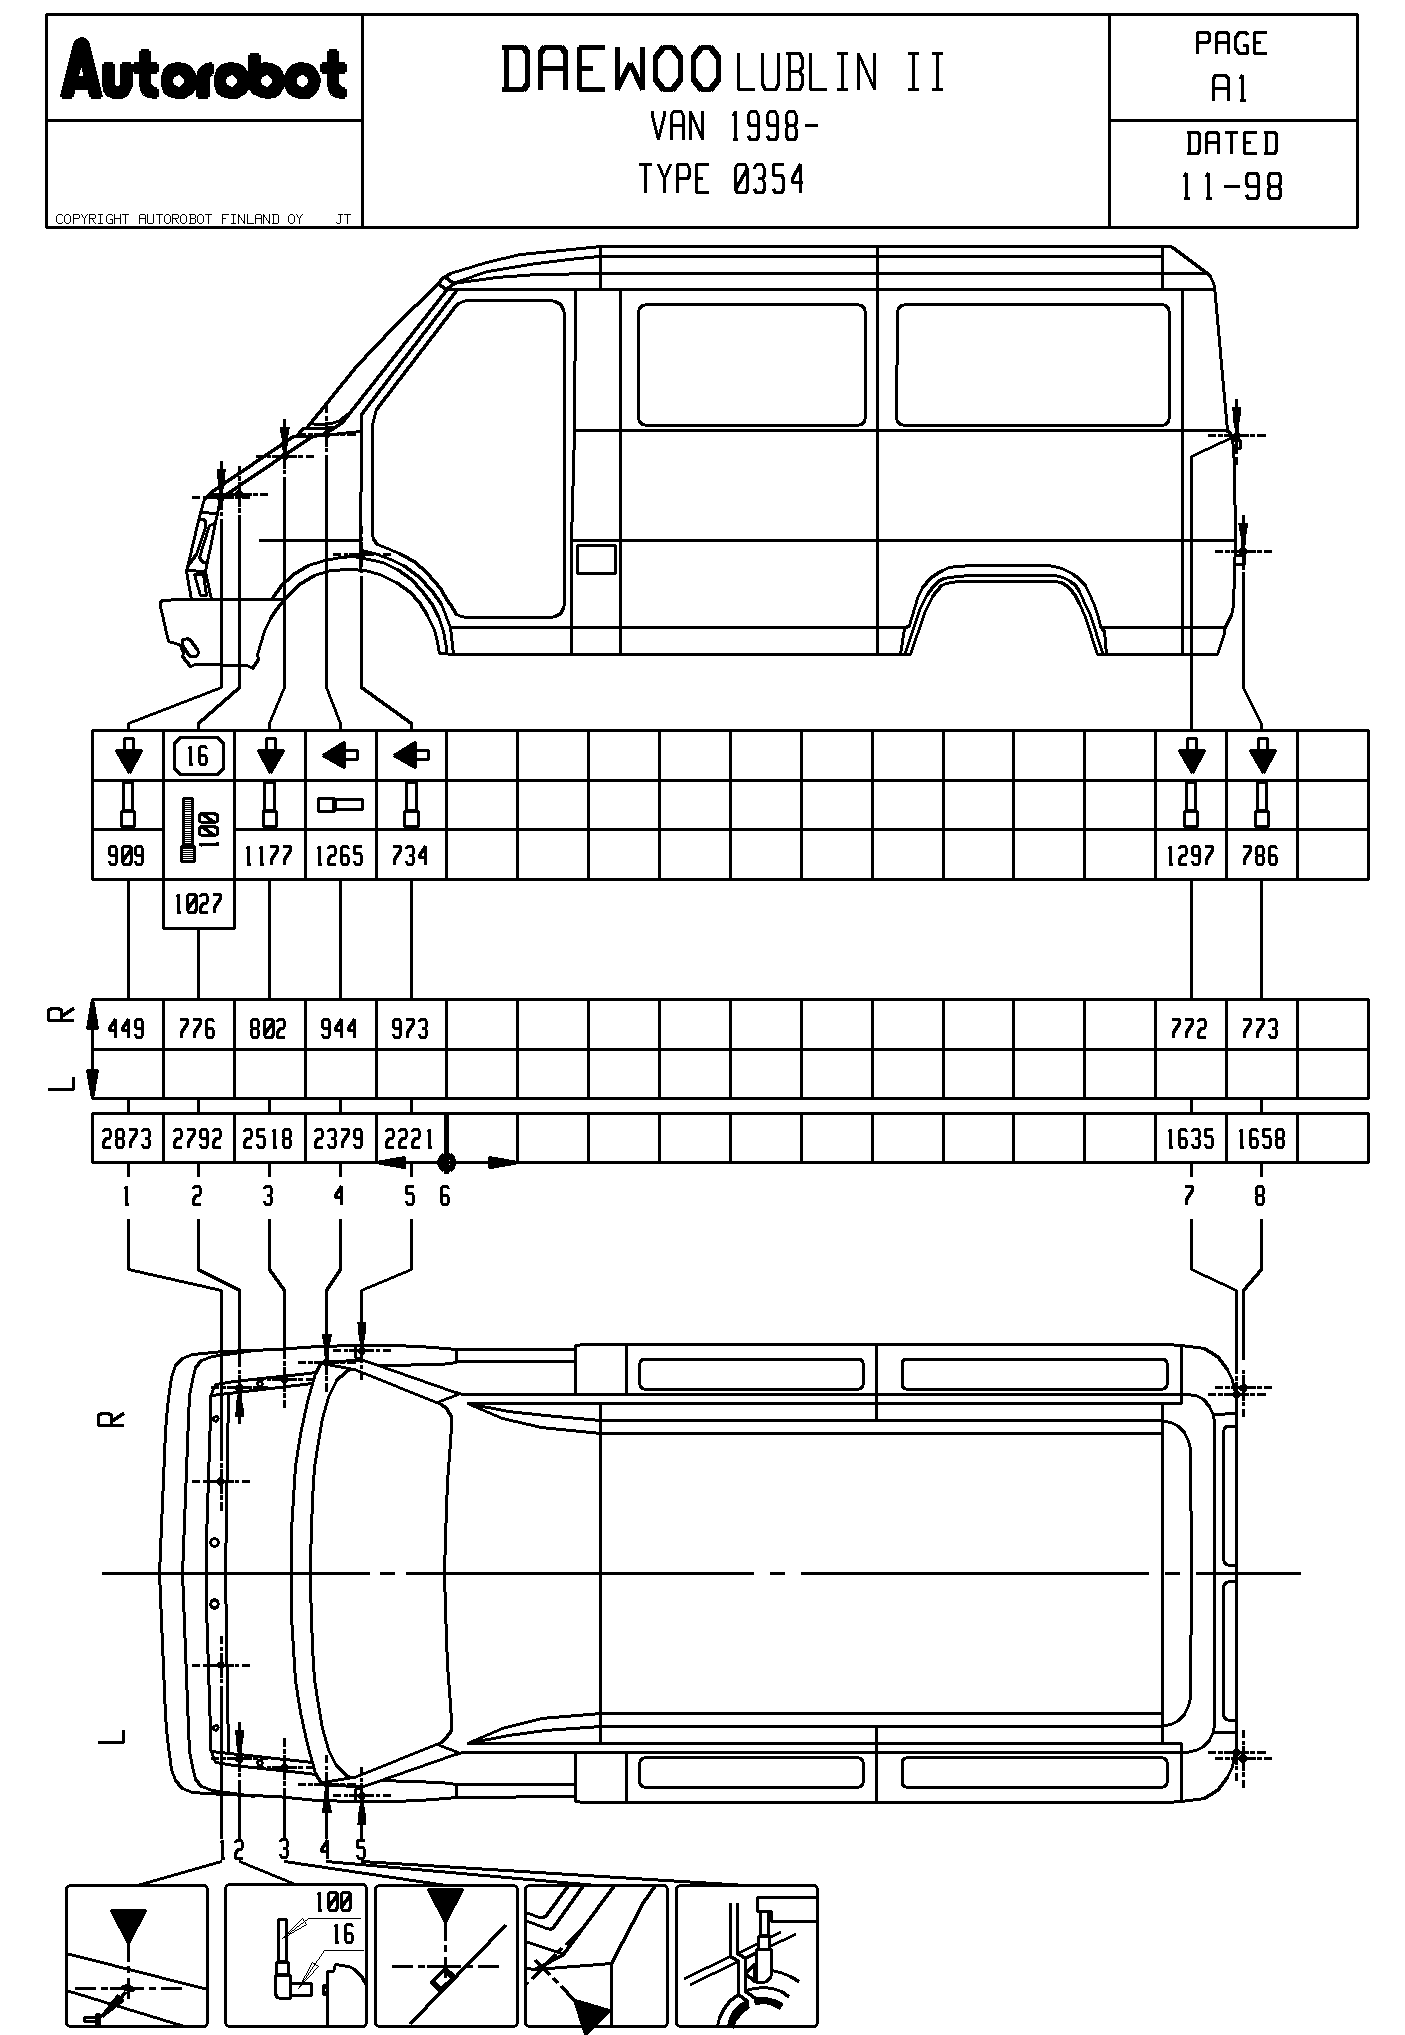 Autorobot
DAEWOO LUBLIN II
VAN 1998-
TYPE 0354
PAGE
A1
DATED
11-98
COPYRIGHT AUTOROBOT FINLAND OY JT
16
100
909 1177 1265 734 1297 786
1027
R
449 776 802 944 973 772 773
L
2873 2792 2518 2379 2221 1635 1658
1 2 3 4 5 6 7 8
R
L
1 2 3 4 5
100
16